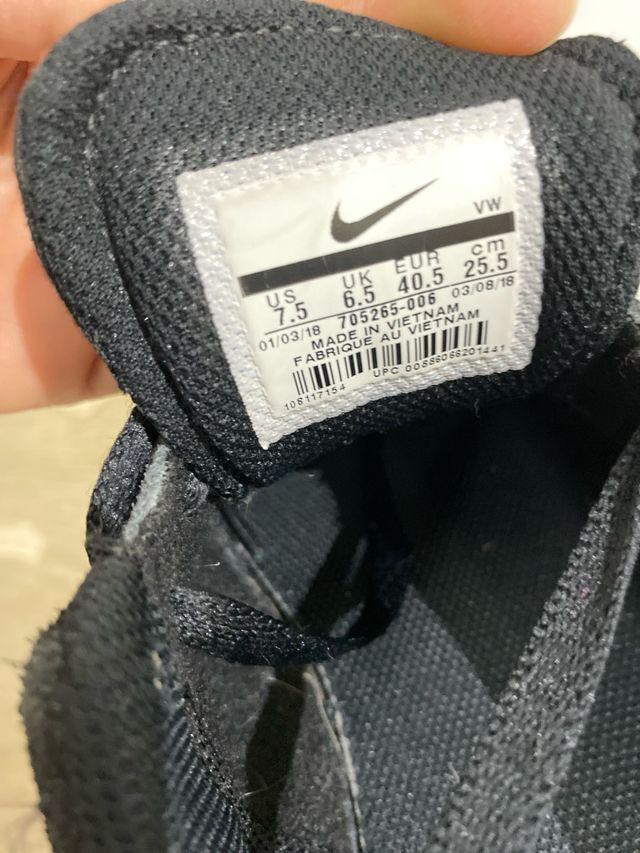 VW
US UK EUR cm
7.5 6.5 40.5 25.5
01/03/18 705265-006 03/08/18
MADE IN VIETNAM
FABRIQUE AU VIETNAM
108117154 UPC 00886066201441